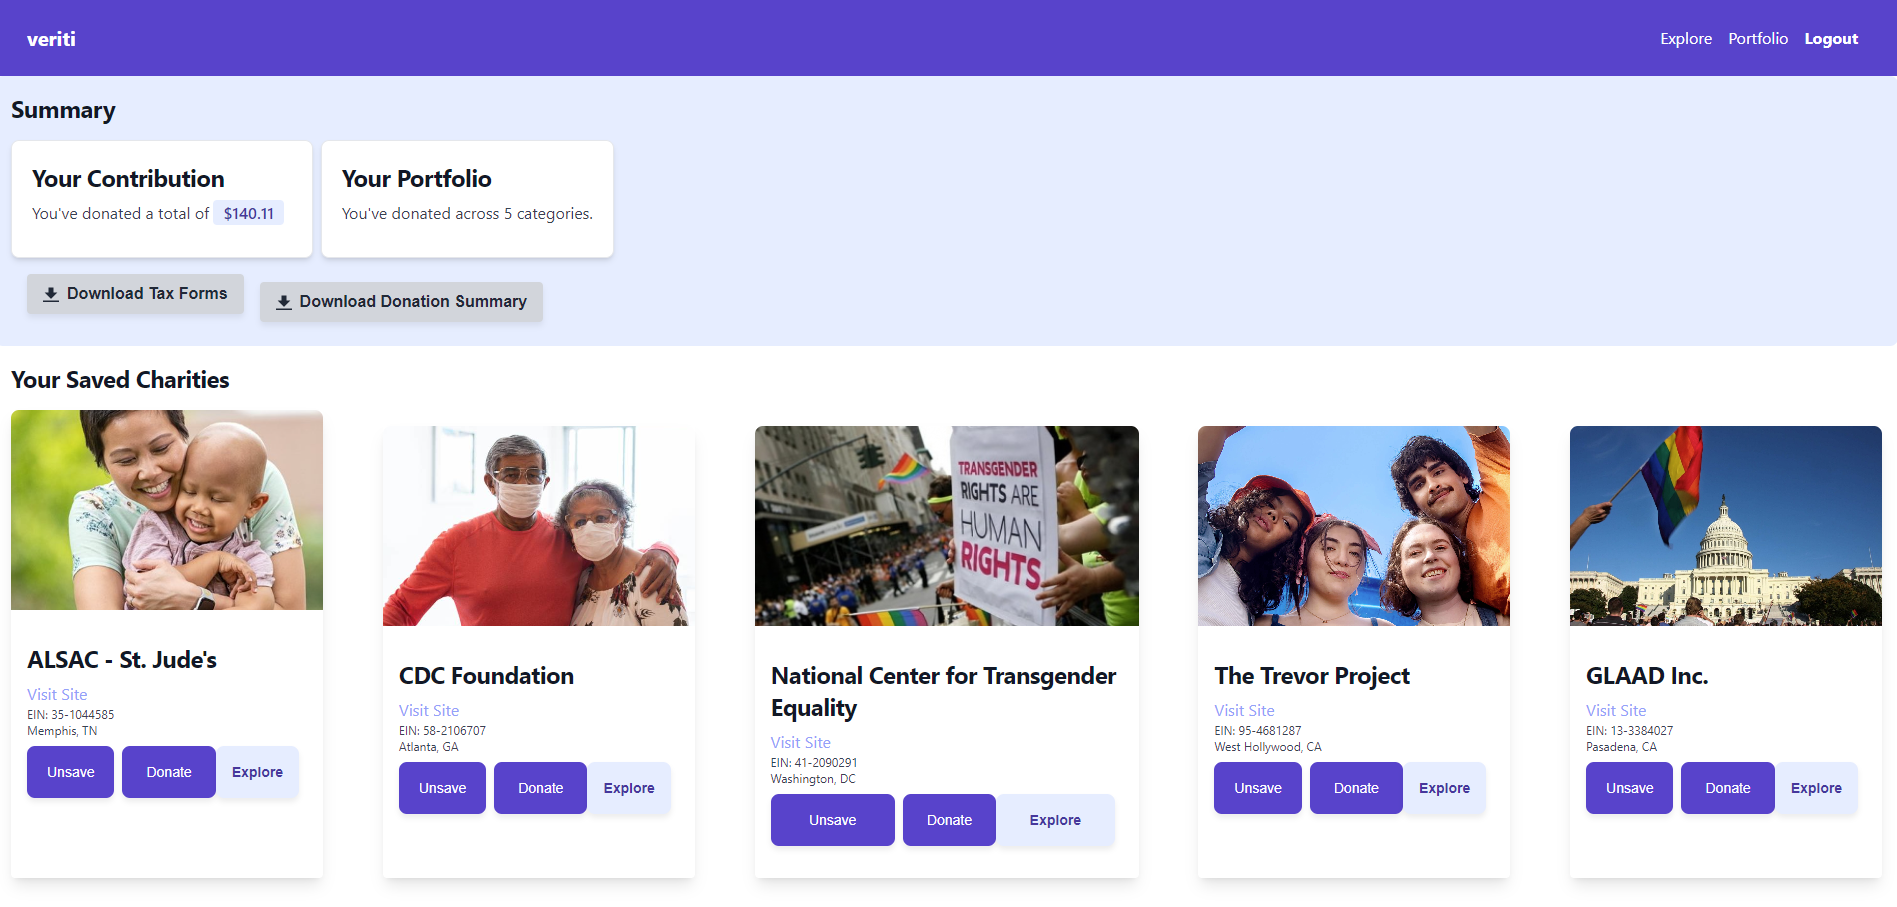 veriti
Explore Portfolio Logout
Summary
Your Contribution
You've donated a total of $140.11
Your Portfolio
You've donated across 5 categories.
Download Tax Forms
Download Donation Summary
Your Saved Charities
ALSAC - St. Jude's
Visit Site
EIN: 35-1044585
Memphis, TN
Unsave Donate Explore
CDC Foundation
Visit Site
EIN: 58-2106707
Atlanta, GA
Unsave Donate Explore
TRANSGENDER
RIGHTS ARE
HUMAN
RIGHTS
National Center for Transgender
Equality
Visit Site
EIN: 41-2090291
Washington, DC
Unsave Donate Explore
The Trevor Project
Visit Site
EIN: 95-4681287
West Hollywood, CA
Unsave Donate Explore
GLAAD Inc.
Visit Site
EIN: 13-3384027
Pasadena, CA
Unsave Donate Explore